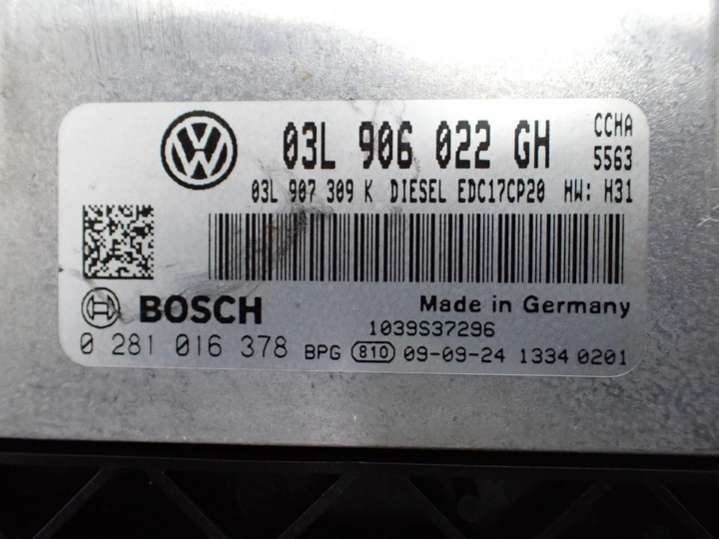 03L 906 022 GH CCHA 5563
03L 907 309 K DIESEL EDC17CP20 HW: H31
BOSCH Made in Germany
1039S37296
0 281 016 378 BPG 810 09-09-24 1334 0201